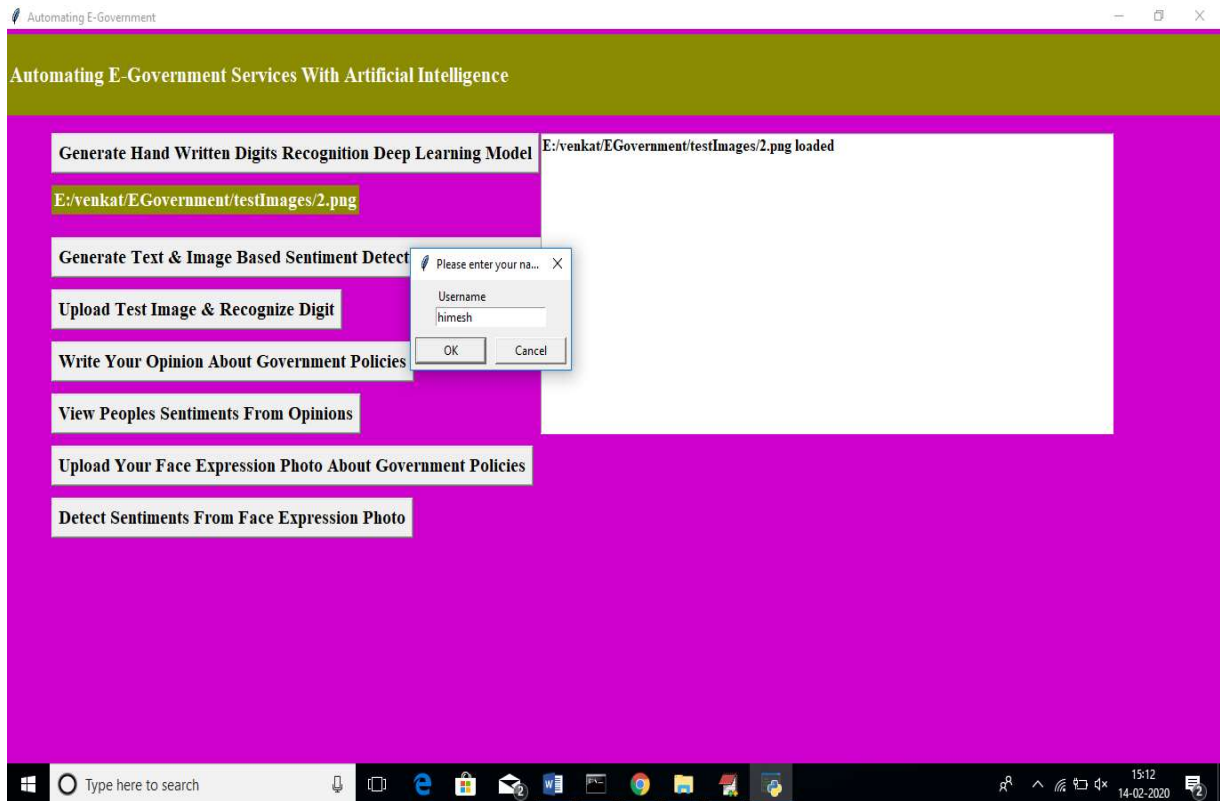 Automating E-Government
Automating E-Government Services With Artificial Intelligence
Generate Hand Written Digits Recognition Deep Learning Model
E:/venkat/EGovernment/testImages/2.png loaded
E:/venkat/EGovernment/testImages/2.png
Generate Text & Image Based Sentiment Detect
Please enter your na...
Username
himesh
OK Cancel
Upload Test Image & Recognize Digit
Write Your Opinion About Government Policies
View Peoples Sentiments From Opinions
Upload Your Face Expression Photo About Government Policies
Detect Sentiments From Face Expression Photo
Type here to search
2
15:12
14-02-2020
2